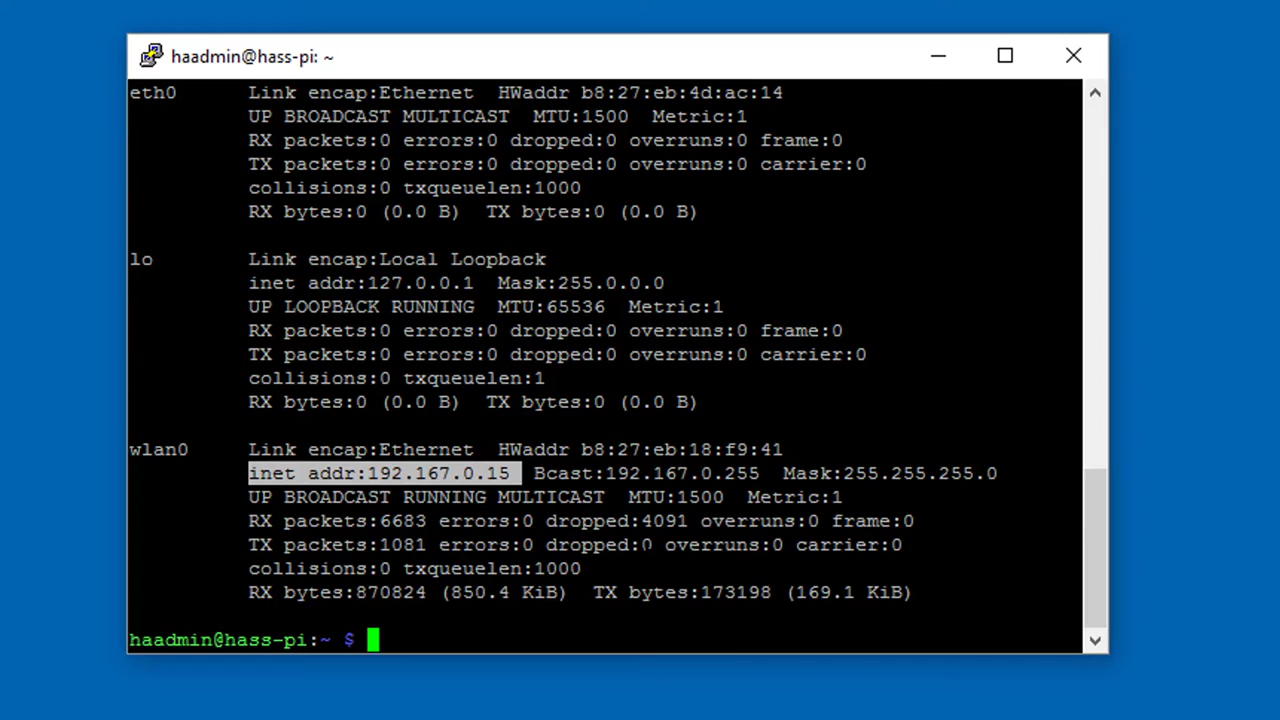 haadmin@hass-pi: ~
eth0 Link encap:Ethernet HWaddr b8:27:eb:4d:ac:14
UP BROADCAST MULTICAST MTU:1500 Metric:1
RX packets:0 errors:0 dropped:0 overruns:0 frame:0
TX packets:0 errors:0 dropped:0 overruns:0 carrier:0
collisions:0 txqueuelen:1000
RX bytes:0 (0.0 B) TX bytes:0 (0.0 B)
lo Link encap:Local Loopback
inet addr:127.0.0.1 Mask:255.0.0.0
UP LOOPBACK RUNNING MTU:65536 Metric:1
RX packets:0 errors:0 dropped:0 overruns:0 frame:0
TX packets:0 errors:0 dropped:0 overruns:0 carrier:0
collisions:0 txqueuelen:1
RX bytes:0 (0.0 B) TX bytes:0 (0.0 B)
wlan0 Link encap:Ethernet HWaddr b8:27:eb:18:f9:41
inet addr:192.167.0.15 Bcast:192.167.0.255 Mask:255.255.255.0
UP BROADCAST RUNNING MULTICAST MTU:1500 Metric:1
RX packets:6683 errors:0 dropped:4091 overruns:0 frame:0
TX packets:1081 errors:0 dropped:0 overruns:0 carrier:0
collisions:0 txqueuelen:1000
RX bytes:870824 (850.4 KiB) TX bytes:173198 (169.1 KiB)
haadmin@hass-pi:~ $